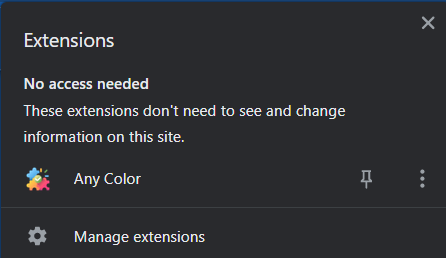 Extensions
No access needed
These extensions don't need to see and change
information on this site.
Any Color
Manage extensions